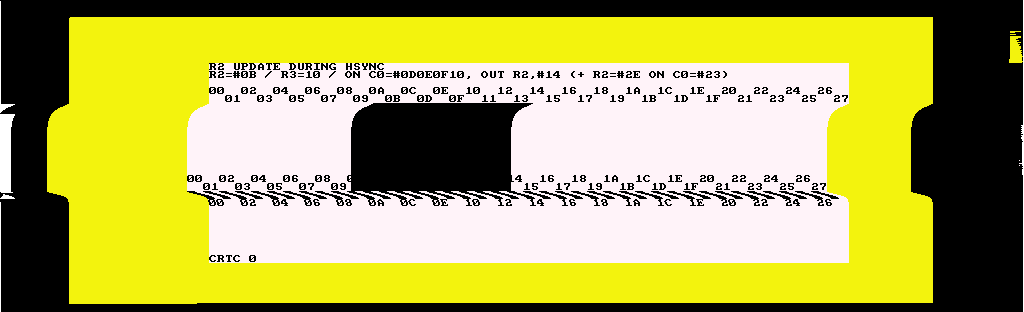 R2 UPDATE DURING HSYNC
R2=#0B / R3=10 / ON C0=#0D0E0F10, OUT R2,#14 (+ R2=#2E ON C0=#23)
00 02 04 06 08 0A 0C 0E 10 12 14 16 18 1A 1C 1E 20 22 24 26
01 03 05 07 09 0B 0D 0F 11 13 15 17 19 1B 1D 1F 21 23 25 27
00 02 04 06 08 14 16 18 1A 1C 1E 20 22 24 26
01 03 05 07 09 15 17 19 1B 1D 1F 21 23 25 27
00 02 04 06 08 0A 0C 0E 10 12 14 16 18 1A 1C 1E 20 22 24 26
CRTC 0